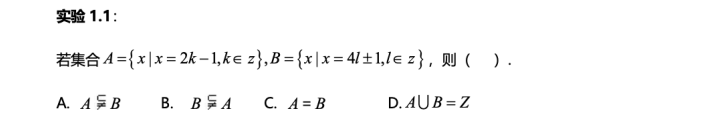 实验 1.1：
若集合 A={x|x=2k−1,k∈z},B={x|x=4l±1,l∈z}，则（ ）.
A. A⫋B B. B⫋A C. A=B D. A∪B=Z